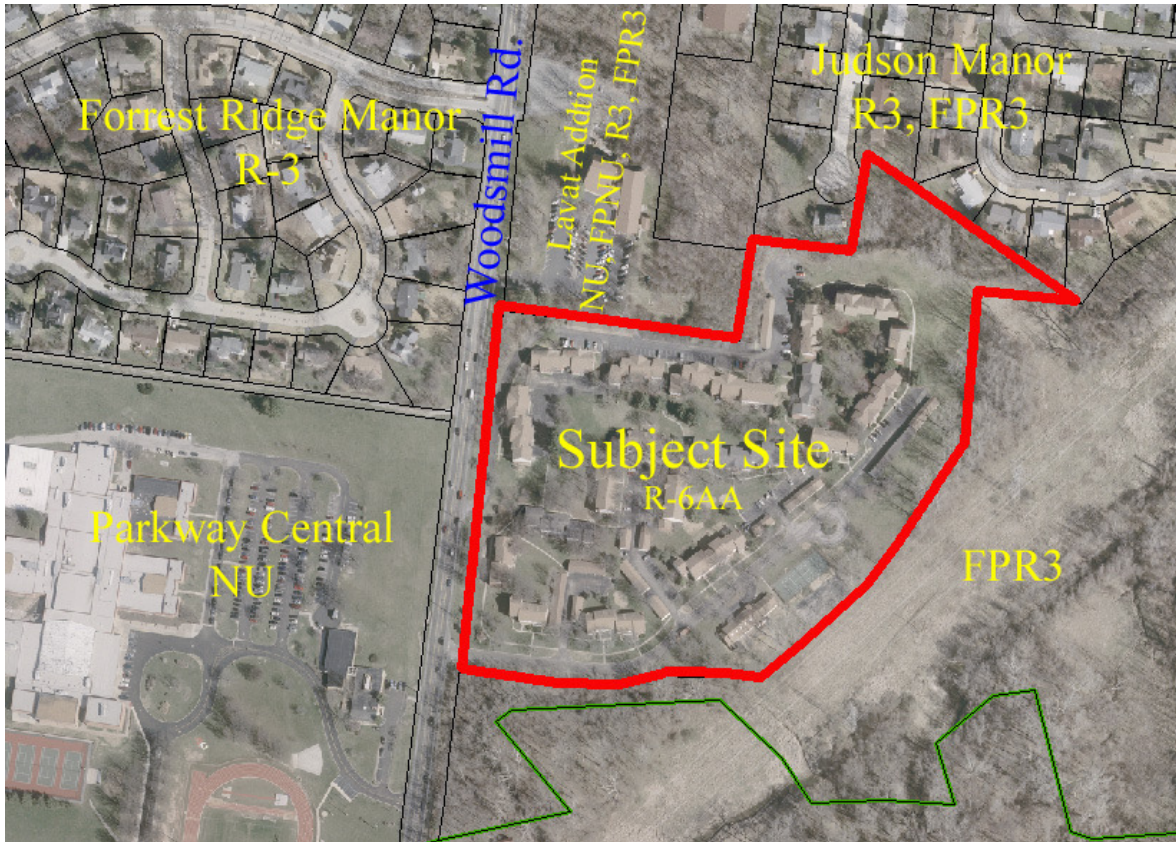 Forrest Ridge Manor
R-3
Woodsmill Rd.
Lavat Addtion
NU, FPNU, R3, FPR3
Judson Manor
R3, FPR3
Subject Site
R-6AA
Parkway Central
NU
FPR3